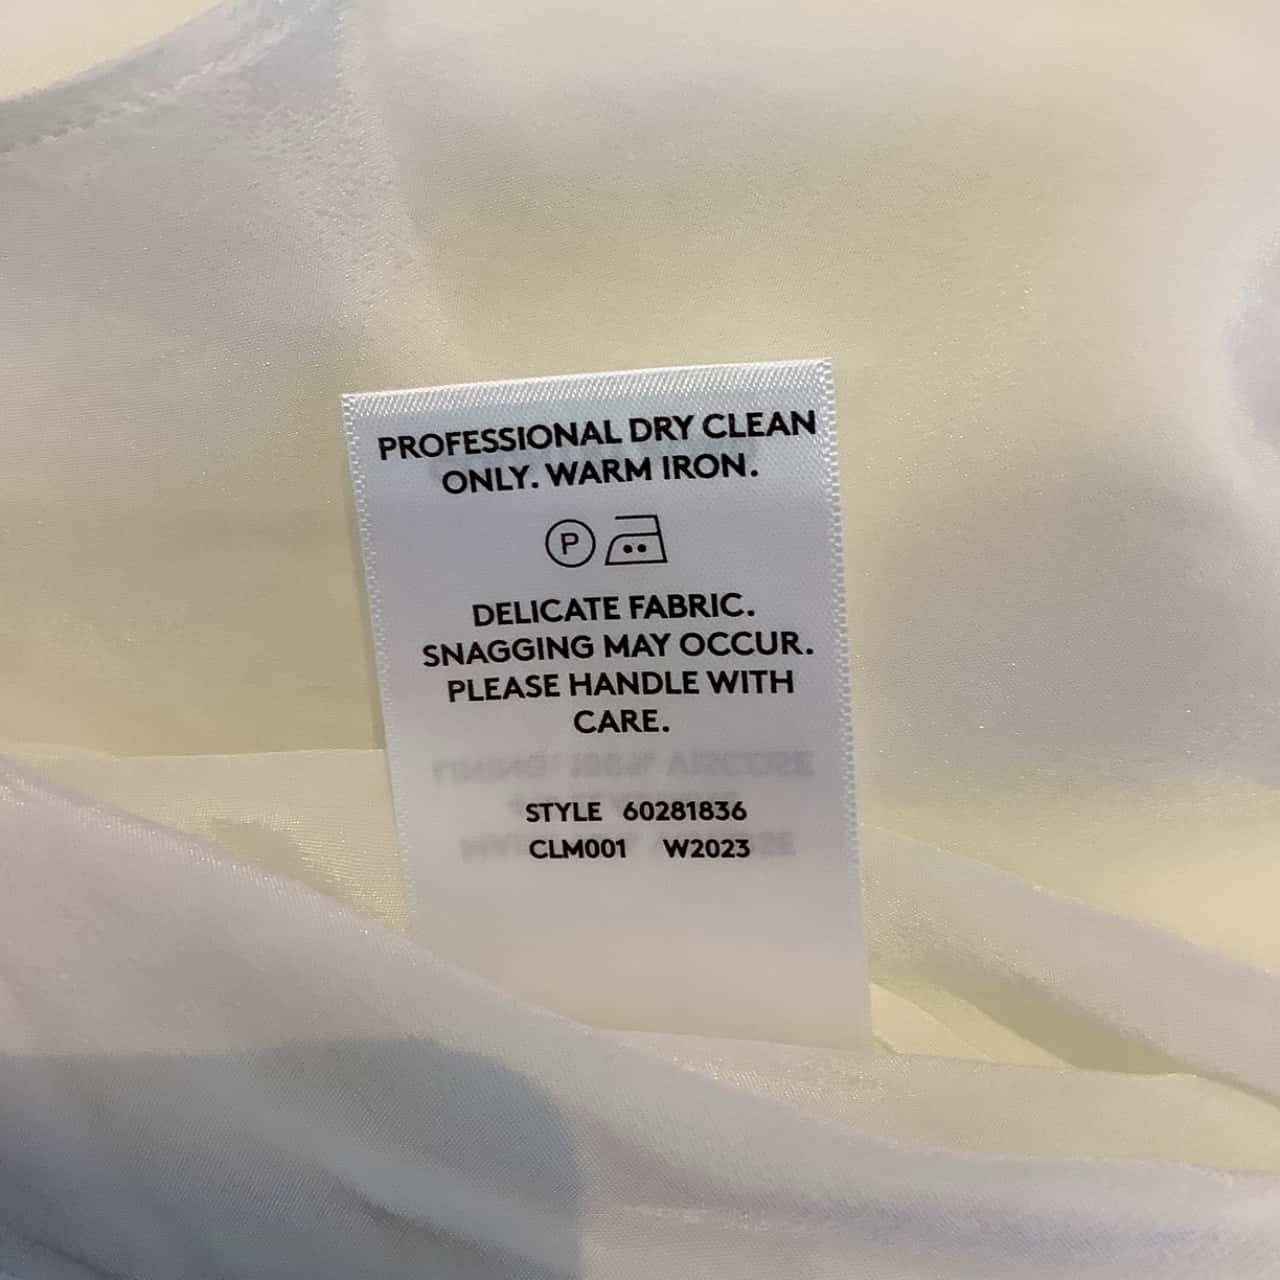 PROFESSIONAL DRY CLEAN
ONLY. WARM IRON.
P
DELICATE FABRIC.
SNAGGING MAY OCCUR.
PLEASE HANDLE WITH
CARE.
STYLE 60281836
CLM001 W2023